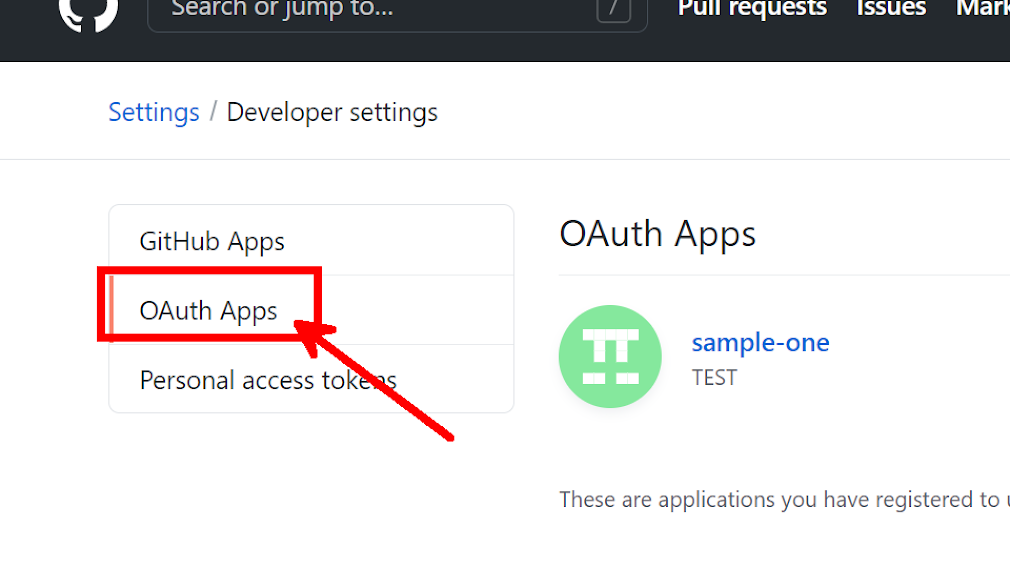 Search or jump to...
/
Pull requests
Issues
Settings / Developer settings
GitHub Apps
OAuth Apps
Personal access tokens
OAuth Apps
sample-one
TEST
These are applications you have registered to